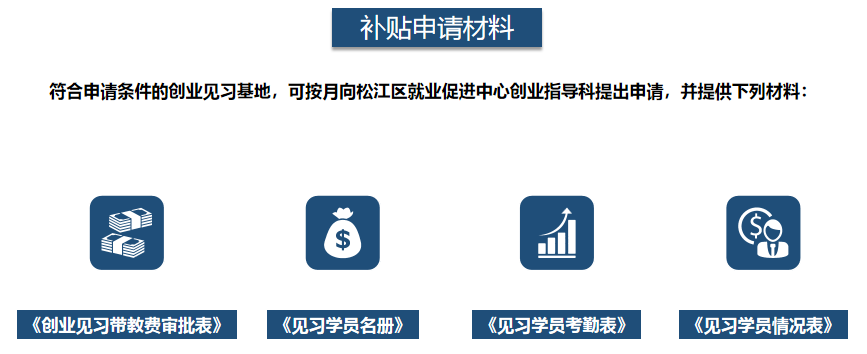 补贴申请材料
符合申请条件的创业见习基地，可按月向松江区就业促进中心创业指导科提出申请，并提供下列材料：
《创业见习带教费审批表》
《见习学员名册》
《见习学员考勤表》
《见习学员情况表》